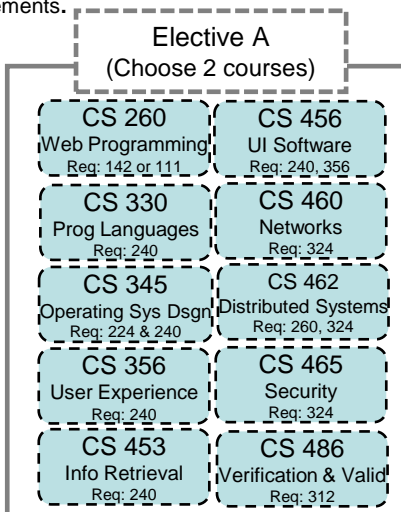 ements.
Elective A
(Choose 2 courses)
CS 260
Web Programming
Req: 142 or 111
CS 456
UI Software
Req: 240, 356
CS 330
Prog Languages
Req: 240
CS 460
Networks
Req: 324
CS 345
Operating Sys Dsgn
Req: 224 & 240
CS 462
Distributed Systems
Req: 260, 324
CS 356
User Experience
Req: 240
CS 465
Security
Req: 324
CS 453
Info Retrieval
Req: 240
CS 486
Verification & Valid
Req: 312